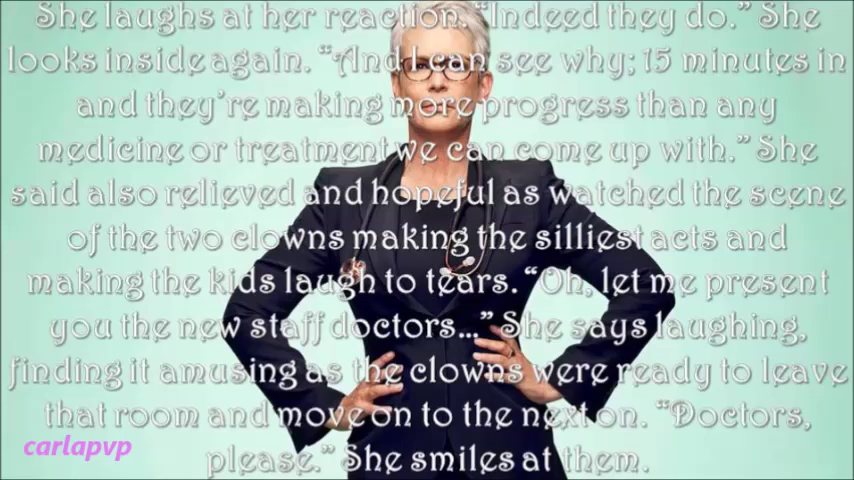 She laughs at her reaction. “Indeed they do.” She
looks inside again. “And I can see why; 15 minutes in
and they’re making more progress than any
medicine or treatment we can come up with.” She
said also relieved and hopeful as watched the scene
of the two clowns making the silliest acts and
making the kids laugh to tears. “Oh, let me present
you the new staff doctors...” She says laughing,
finding it amusing as the clowns were ready to leave
that room and move on to the next on. “Doctors,
please.” She smiles at them.
carlapvp